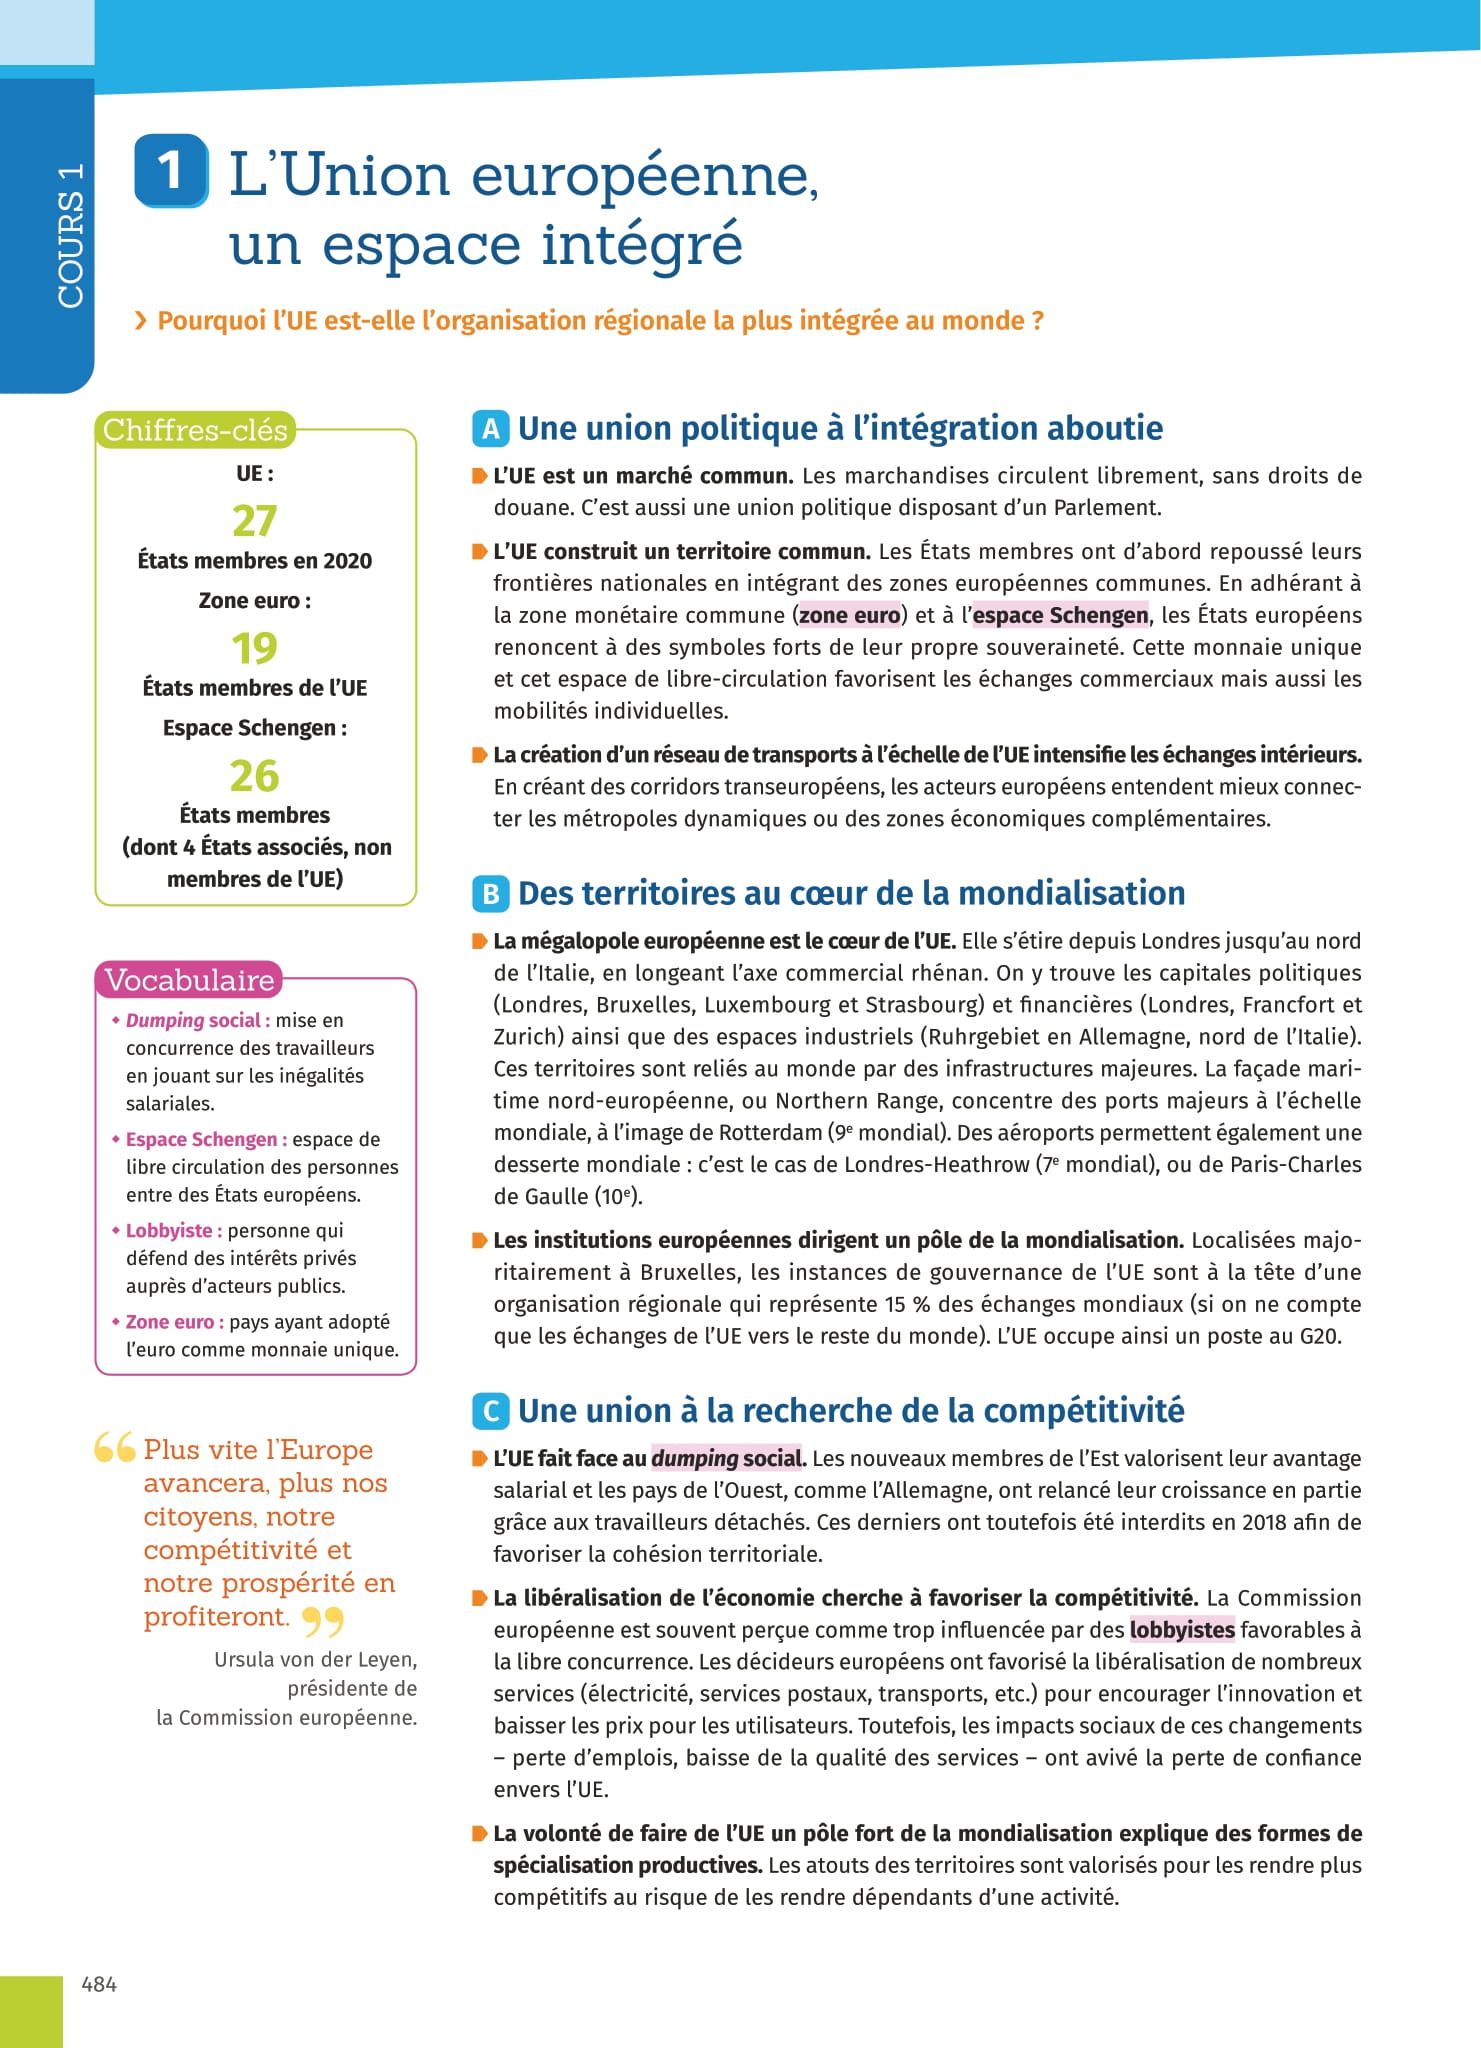 COURS 1
1 L’Union européenne,
un espace intégré
› Pourquoi l’UE est-elle l’organisation régionale la plus intégrée au monde ?
Chiffres-clés
UE :
27
États membres en 2020
Zone euro :
19
États membres de l’UE
Espace Schengen :
26
États membres
(dont 4 États associés, non
membres de l’UE)
Vocabulaire
• Dumping social : mise en
concurrence des travailleurs
en jouant sur les inégalités
salariales.
• Espace Schengen : espace de
libre circulation des personnes
entre des États européens.
• Lobbyiste : personne qui
défend des intérêts privés
auprès d’acteurs publics.
• Zone euro : pays ayant adopté
l’euro comme monnaie unique.
“ Plus vite l’Europe
avancera, plus nos
citoyens, notre
compétitivité et
notre prospérité en
profiteront. ”
Ursula von der Leyen,
présidente de
la Commission européenne.
A Une union politique à l’intégration aboutie
L’UE est un marché commun. Les marchandises circulent librement, sans droits de
douane. C’est aussi une union politique disposant d’un Parlement.
L’UE construit un territoire commun. Les États membres ont d’abord repoussé leurs
frontières nationales en intégrant des zones européennes communes. En adhérant à
la zone monétaire commune (zone euro) et à l’espace Schengen, les États européens
renoncent à des symboles forts de leur propre souveraineté. Cette monnaie unique
et cet espace de libre-circulation favorisent les échanges commerciaux mais aussi les
mobilités individuelles.
La création d’un réseau de transports à l’échelle de l’UE intensifie les échanges intérieurs.
En créant des corridors transeuropéens, les acteurs européens entendent mieux connec-
ter les métropoles dynamiques ou des zones économiques complémentaires.
B Des territoires au cœur de la mondialisation
La mégalopole européenne est le cœur de l’UE. Elle s’étire depuis Londres jusqu’au nord
de l’Italie, en longeant l’axe commercial rhénan. On y trouve les capitales politiques
(Londres, Bruxelles, Luxembourg et Strasbourg) et financières (Londres, Francfort et
Zurich) ainsi que des espaces industriels (Ruhrgebiet en Allemagne, nord de l’Italie).
Ces territoires sont reliés au monde par des infrastructures majeures. La façade mari-
time nord-européenne, ou Northern Range, concentre des ports majeurs à l’échelle
mondiale, à l’image de Rotterdam (9e mondial). Des aéroports permettent également une
desserte mondiale : c’est le cas de Londres-Heathrow (7e mondial), ou de Paris-Charles
de Gaulle (10e).
Les institutions européennes dirigent un pôle de la mondialisation. Localisées majo-
ritairement à Bruxelles, les instances de gouvernance de l’UE sont à la tête d’une
organisation régionale qui représente 15 % des échanges mondiaux (si on ne compte
que les échanges de l’UE vers le reste du monde). L’UE occupe ainsi un poste au G20.
C Une union à la recherche de la compétitivité
L’UE fait face au dumping social. Les nouveaux membres de l’Est valorisent leur avantage
salarial et les pays de l’Ouest, comme l’Allemagne, ont relancé leur croissance en partie
grâce aux travailleurs détachés. Ces derniers ont toutefois été interdits en 2018 afin de
favoriser la cohésion territoriale.
La libéralisation de l’économie cherche à favoriser la compétitivité. La Commission
européenne est souvent perçue comme trop influencée par des lobbyistes favorables à
la libre concurrence. Les décideurs européens ont favorisé la libéralisation de nombreux
services (électricité, services postaux, transports, etc.) pour encourager l’innovation et
baisser les prix pour les utilisateurs. Toutefois, les impacts sociaux de ces changements
– perte d’emplois, baisse de la qualité des services – ont avivé la perte de confiance
envers l’UE.
La volonté de faire de l’UE un pôle fort de la mondialisation explique des formes de
spécialisation productives. Les atouts des territoires sont valorisés pour les rendre plus
compétitifs au risque de les rendre dépendants d’une activité.
484